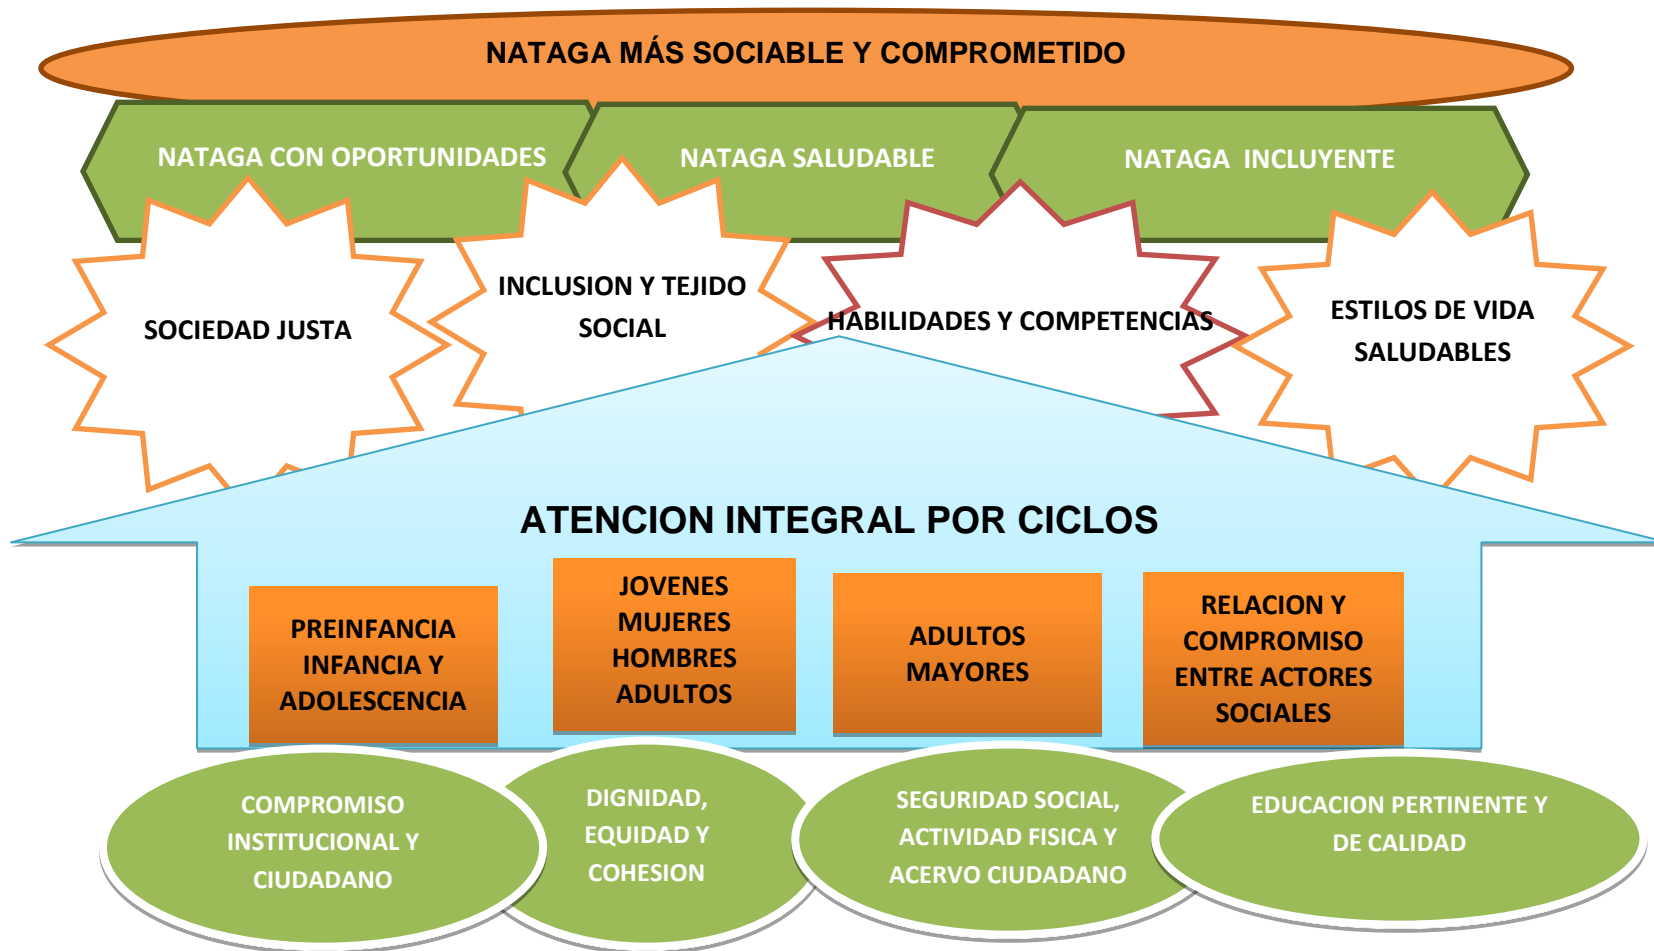 NATAGA MÁS SOCIABLE Y COMPROMETIDO
NATAGA CON OPORTUNIDADES
NATAGA SALUDABLE
NATAGA INCLUYENTE
SOCIEDAD JUSTA
INCLUSION Y TEJIDO
SOCIAL
HABILIDADES Y COMPETENCIAS
ESTILOS DE VIDA
SALUDABLES
ATENCION INTEGRAL POR CICLOS
PREINFANCIA
INFANCIA Y
ADOLESCENCIA
JOVENES
MUJERES
HOMBRES
ADULTOS
ADULTOS
MAYORES
RELACION Y
COMPROMISO
ENTRE ACTORES
SOCIALES
COMPROMISO
INSTITUCIONAL Y
CIUDADANO
DIGNIDAD,
EQUIDAD Y
COHESION
SEGURIDAD SOCIAL,
ACTIVIDAD FISICA Y
ACERVO CIUDADANO
EDUCACION PERTINENTE Y
DE CALIDAD